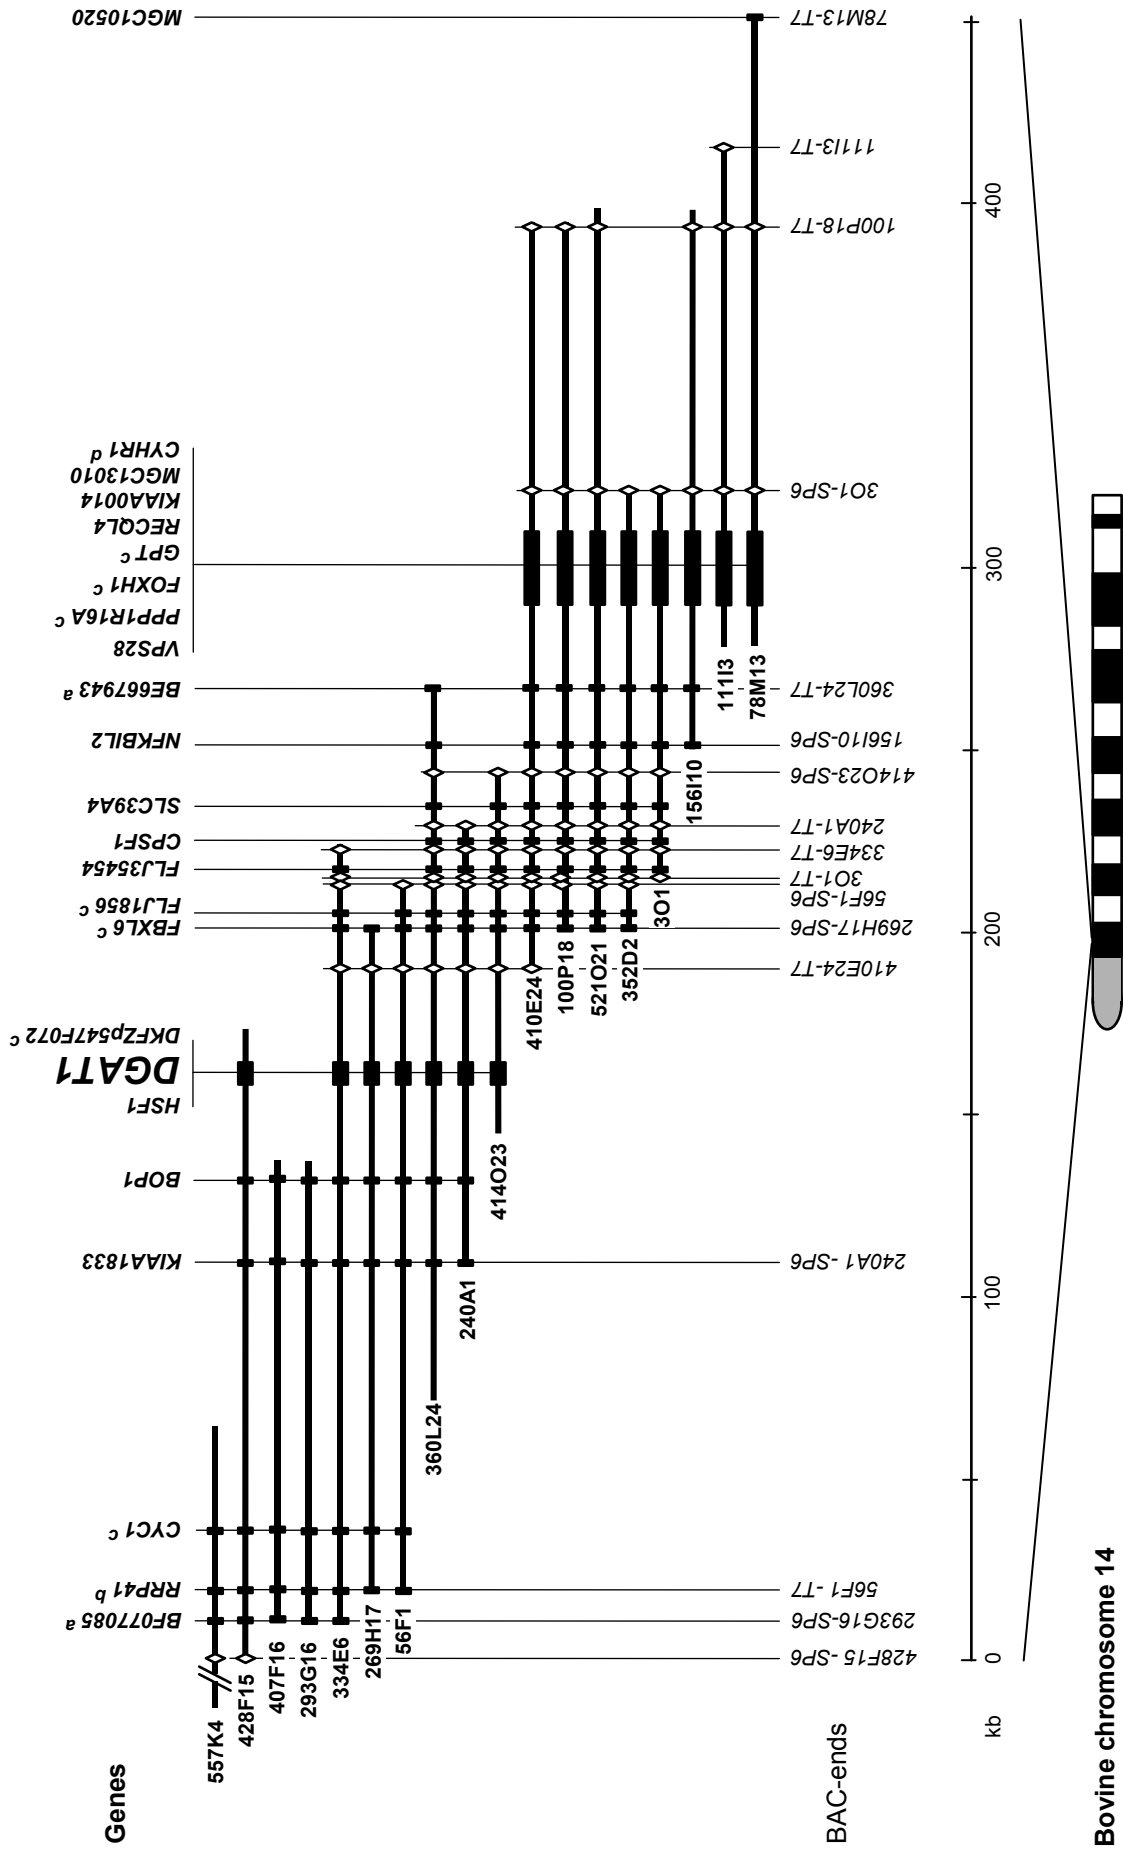 Genes
BF077085 a
RRP41 b
CYC1 c
KIAA1833
BOP1
HSF1
DGAT1
DKFZp547F072 c
FBXL6 c
FLJ1856 c
FLJ35454
CPSF1
SLC39A4
NFKBIL2
BE667943 a
VPS28
PPP1R16A c
FOXH1 c
GPT c
RECQL4
KIAA0014
MGC13010
CYHR1 d
MGC10520
557K4
428F15
407F16
293G16
334E6
269H17
56F1
360L24
240A1
414O23
410E24
100P18
521O21
352D2
3O1
156I10
111I3
78M13
BAC-ends
428F15 -SP6
293G16-SP6
56F1 -T7
240A1 -SP6
410E24-T7
269H17-SP6
56F1-SP6
3O1-T7
334E6-T7
240A1-T7
414O23-SP6
156I10-SP6
360L24-T7
3O1-SP6
100P18-T7
111I3-T7
78M13-T7
kb
0
100
200
300
400
Bovine chromosome 14